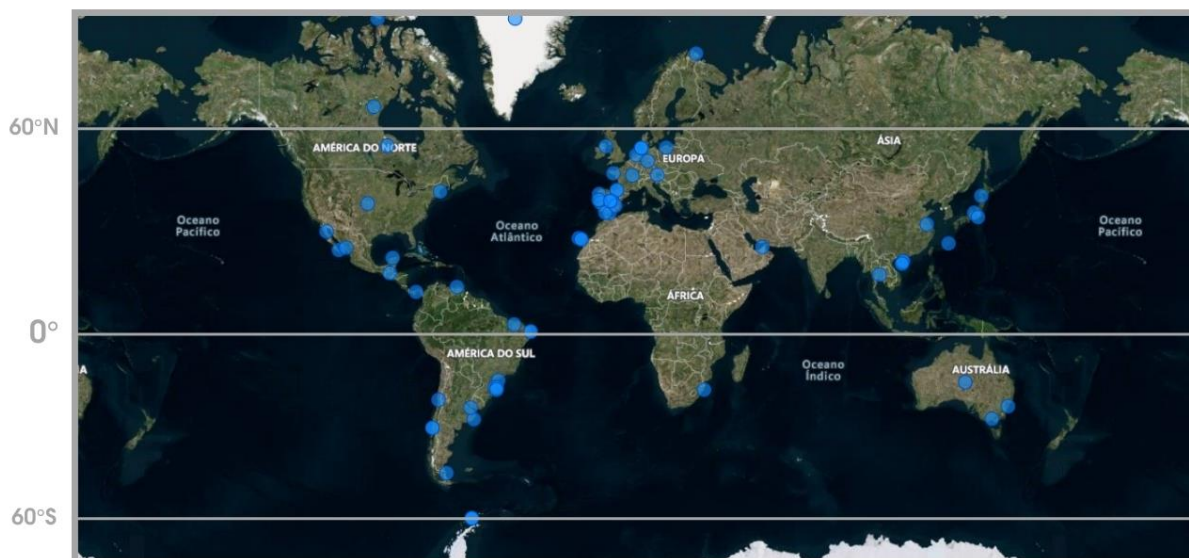 60°N
AMÉRICA DO NORTE
EUROPA
ÁSIA
Oceano
Pacífico
Oceano
Atlântico
Oceano
Pacífico
ÁFRICA
0°
AMÉRICA DO SUL
Oceano
Índico
AUSTRÁLIA
IA
60°S